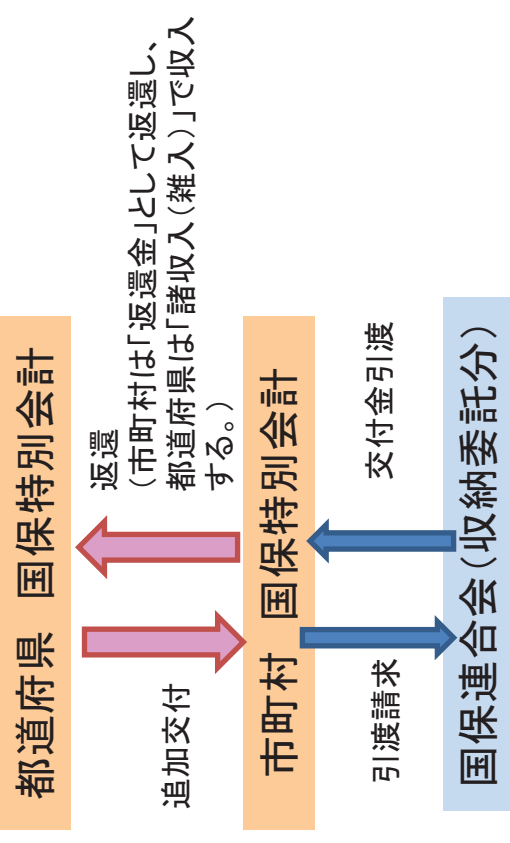 都道府県 国保特別会計
追加交付
返還
(市町村は「返還金」として返還し、
都道府県は「諸収入(雑入)」で収入
する。)
市町村 国保特別会計
引渡請求
交付金引渡
国保連合会(収納委託分)